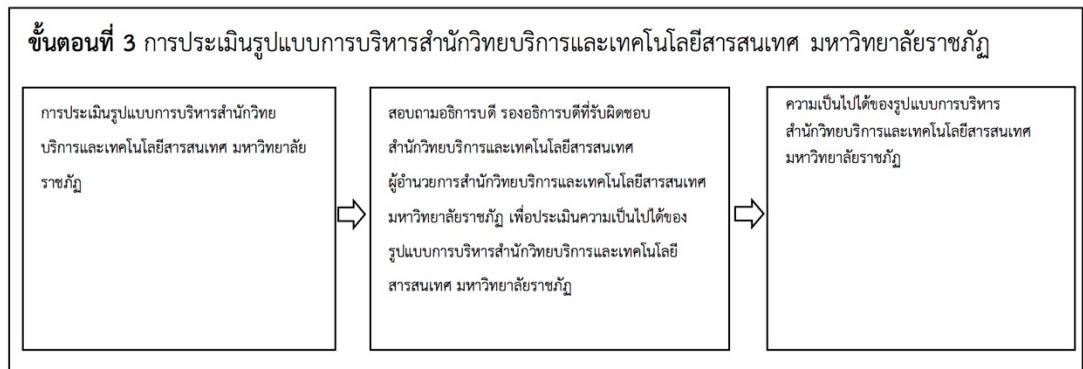 ขั้นตอนที่ 3 การประเมินรูปแบบการบริหารสำนักวิทยบริการและเทคโนโลยีสารสนเทศ มหาวิทยาลัยราชภัฏ
การประเมินรูปแบบการบริหารสำนักวิทย
บริการและเทคโนโลยีสารสนเทศ มหาวิทยาลัย
ราชภัฏ
สอบถามอธิการบดี รองอธิการบดีที่รับผิดชอบ
สำนักวิทยบริการและเทคโนโลยีสารสนเทศ
ผู้อำนวยการสำนักวิทยบริการและเทคโนโลยีสารสนเทศ
มหาวิทยาลัยราชภัฏ เพื่อประเมินความเป็นไปได้ของ
รูปแบบการบริหารสำนักวิทยบริการและเทคโนโลยี
สารสนเทศ มหาวิทยาลัยราชภัฏ
ความเป็นไปได้ของรูปแบบการบริหาร
สำนักวิทยบริการและเทคโนโลยีสารสนเทศ
มหาวิทยาลัยราชภัฏ